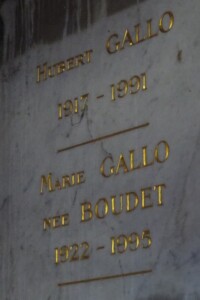 Hubert GALLO
1917 - 1991
Marie GALLO
née BOUDET
1922 - 1995